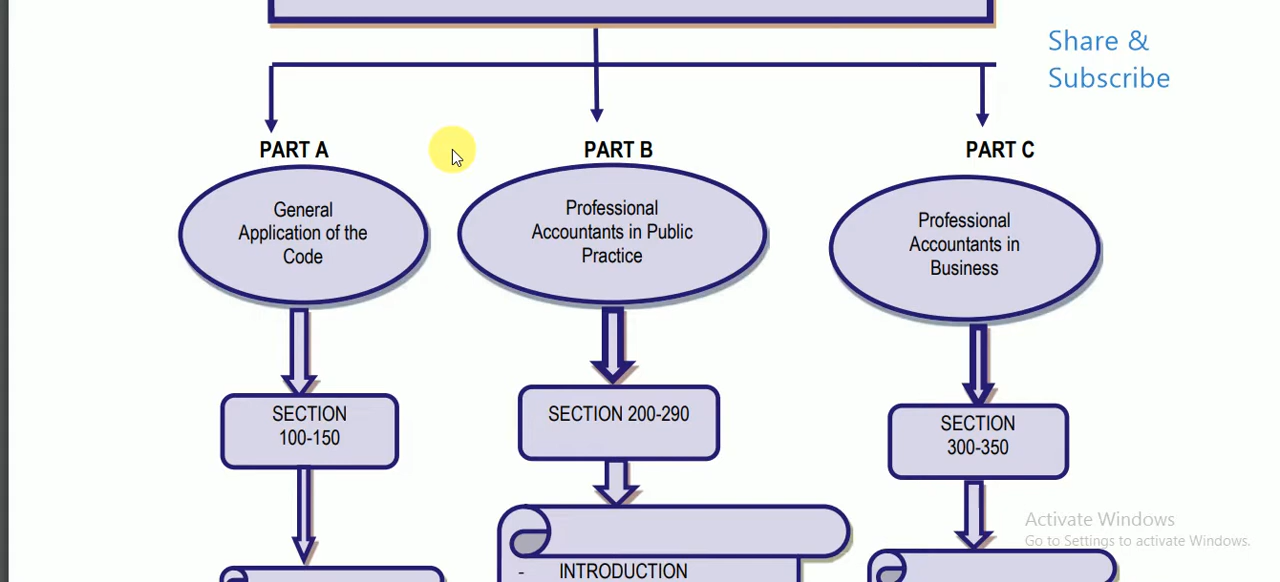 Share &
Subscribe
PART A
PART B
PART C
General
Application of the
Code
Professional
Accountants in Public
Practice
Professional
Accountants in
Business
SECTION
100-150
SECTION 200-290
SECTION
300-350
- INTRODUCTION
Activate Windows
Go to Settings to activate Windows.